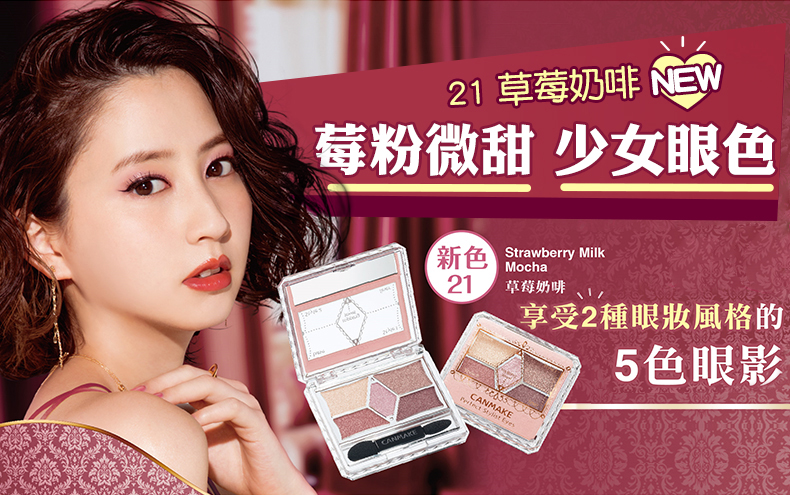 21 草莓奶啡 NEW
莓粉微甜 少女眼色
新色
21
Strawberry Milk
Mocha
草莓奶啡
享受2種眼妝風格的
5色眼影
CANMAKE
CANMAKE
Perfect Stylist Eyes